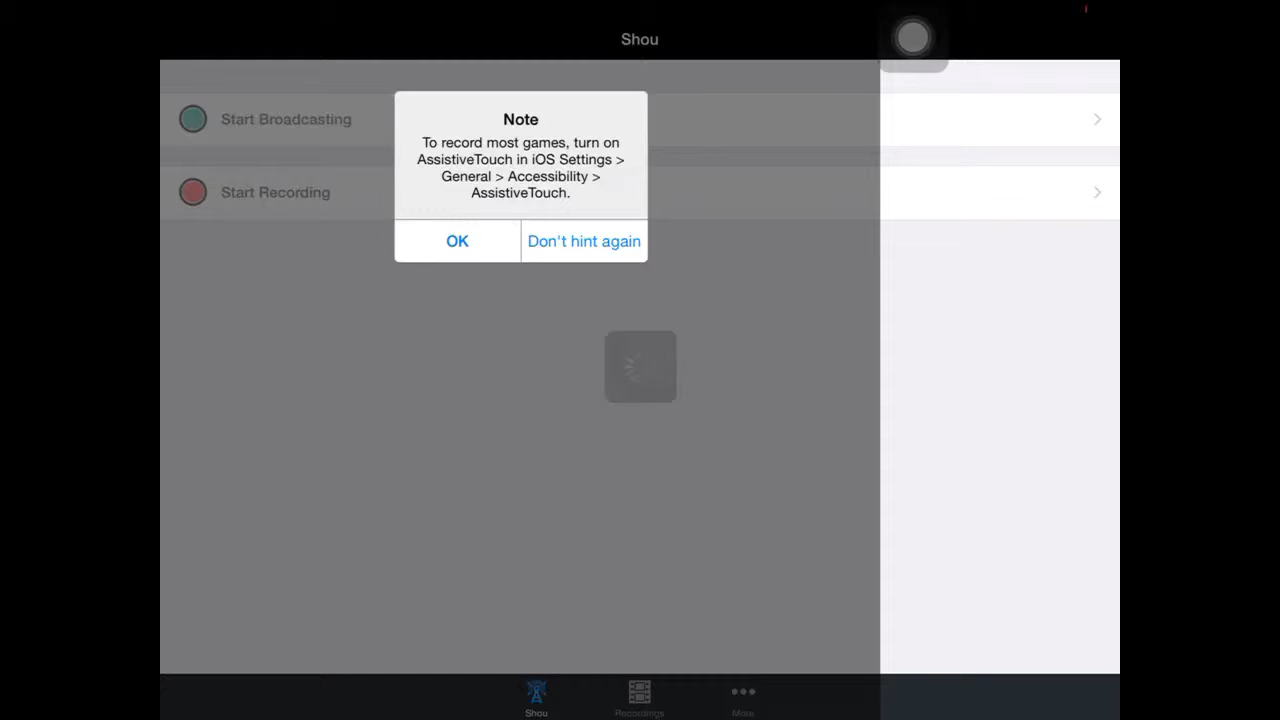 Shou
Start Broadcasting
Start Recording
Note
To record most games, turn on
AssistiveTouch in iOS Settings >
General > Accessibility >
AssistiveTouch.
OK
Don't hint again
Shou
Recordings
More